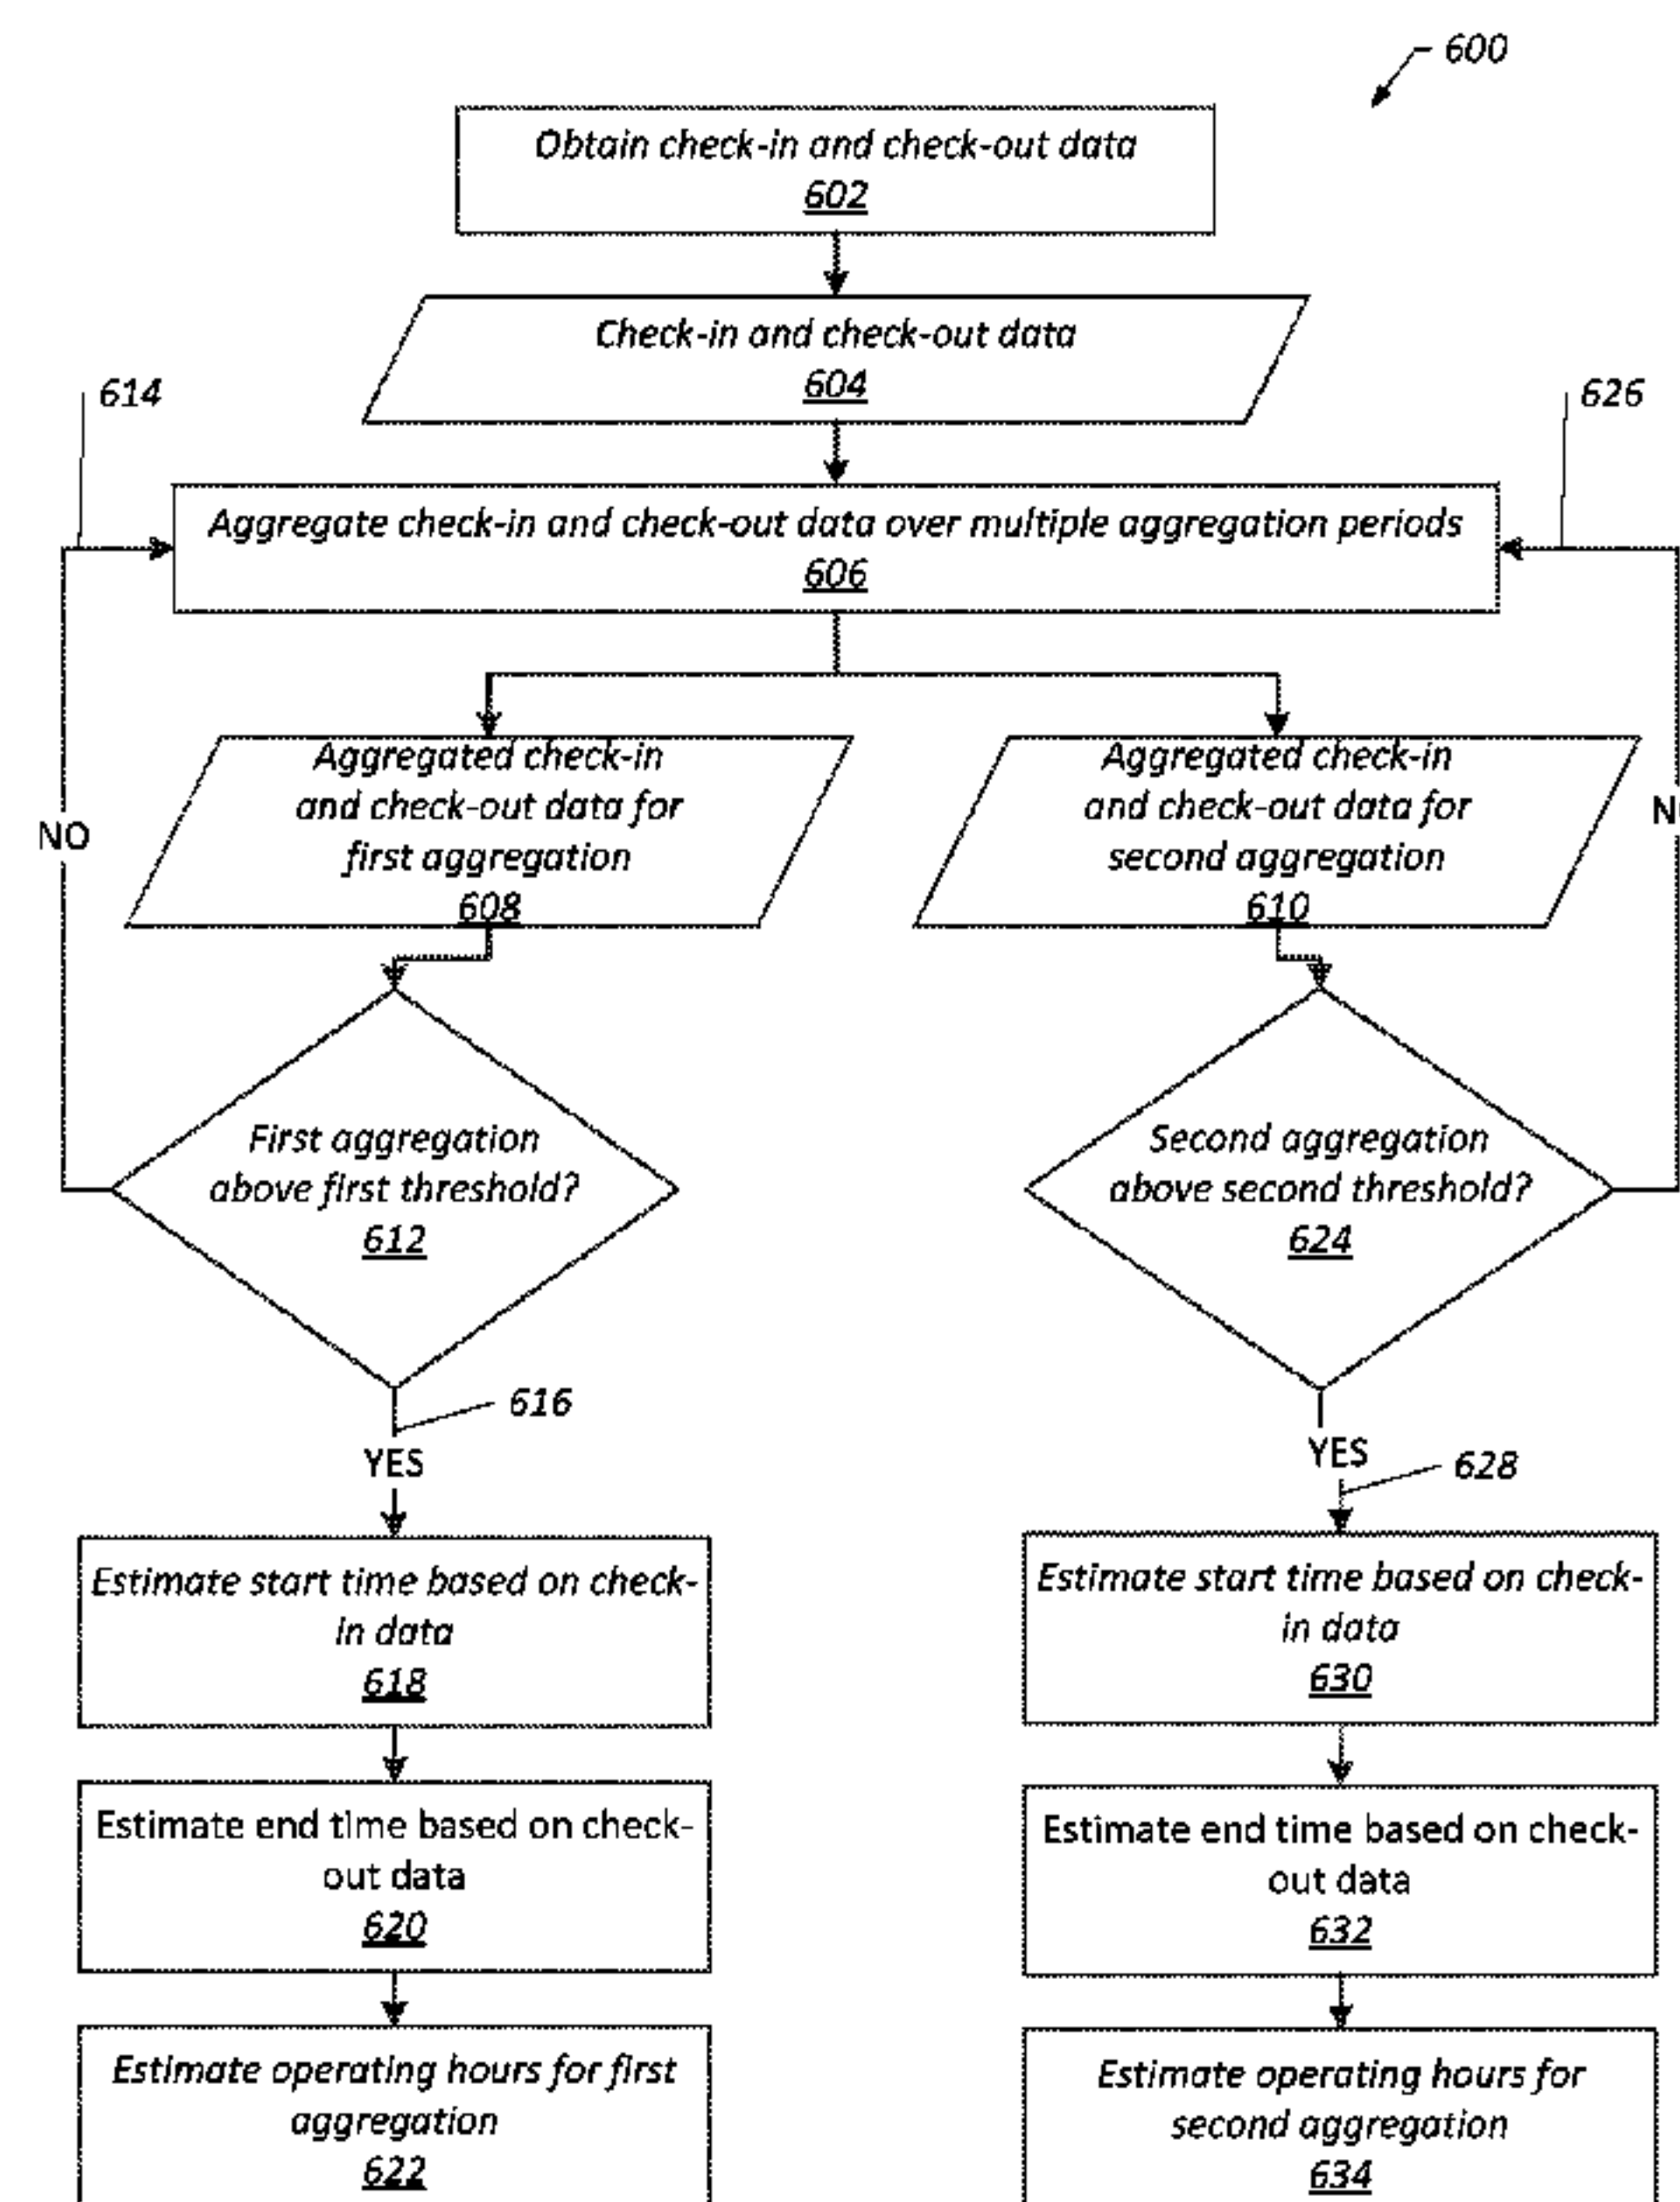 600
Obtain check-in and check-out data
602
Check-in and check-out data
604
614
626
Aggregate check-in and check-out data over multiple aggregation periods
606
Aggregated check-in
and check-out data for
first aggregation
608
Aggregated check-in
and check-out data for
second aggregation
610
NO
First aggregation
above first threshold?
612
Second aggregation
above second threshold?
624
616
YES
YES
628
Estimate start time based on check-
in data
618
Estimate start time based on check-
in data
630
Estimate end time based on check-
out data
620
Estimate end time based on check-
out data
632
Estimate operating hours for first
aggregation
622
Estimate operating hours for
second aggregation
634